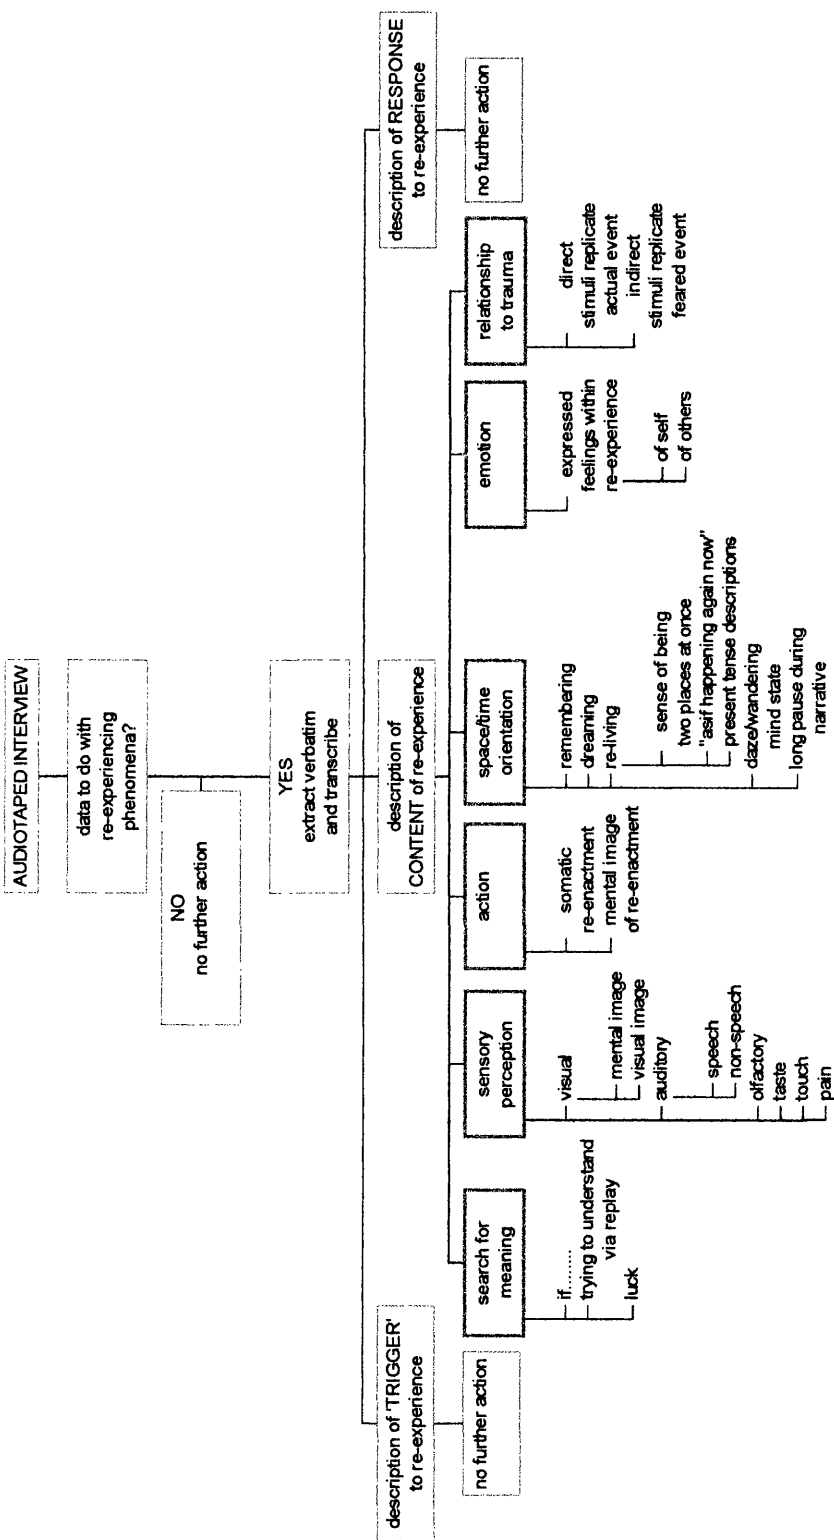 AUDIOTAPED INTERVIEW
data to do with
re-experiencing
phenomena?
NO
no further action
YES
extract verbatim
and transcribe
description of 'TRIGGER'
to re-experience
description of
CONTENT of re-experience
description of RESPONSE
to re-experience
no further action
search for
meaning
sensory
perception
action
space/time
orientation
emotion
relationship
to trauma
no further action
if........
trying to understand
via replay
luck
visual
mental image
visual image
auditory
speech
non-speech
olfactory
taste
touch
pain
somatic
re-enactment
mental image
of re-enactment
remembering
dreaming
re-living
sense of being
two places at once
"asif happening again now"
present tense descriptions
daze/wandering
mind state
long pause during
narrative
expressed
feelings within
re-experience
of self
of others
direct
stimuli replicate
actual event
indirect
stimuli replicate
feared event